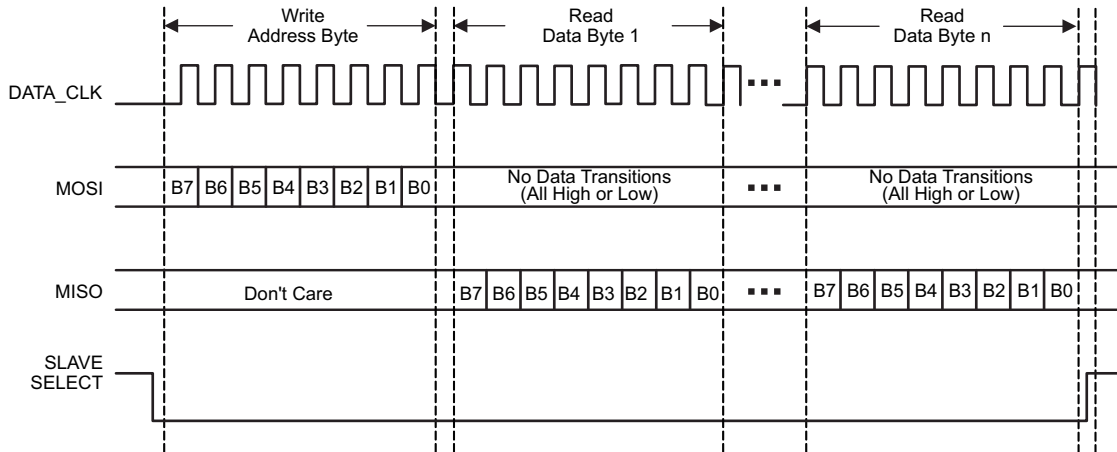 Write
Address Byte
Read
Data Byte 1
Read
Data Byte n
DATA_CLK
MOSI
B7 B6 B5 B4 B3 B2 B1 B0
No Data Transitions
(All High or Low)
No Data Transitions
(All High or Low)
MISO
Don't Care
B7 B6 B5 B4 B3 B2 B1 B0
B7 B6 B5 B4 B3 B2 B1 B0
SLAVE
SELECT